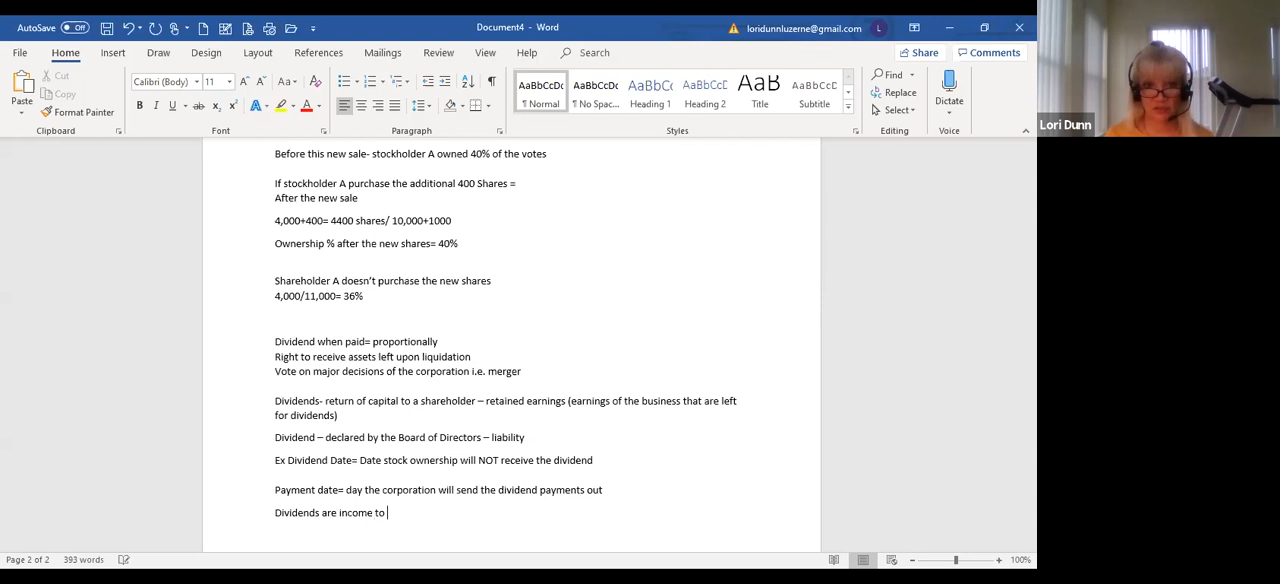 AutoSave Off Document4 - Word loridunnluzerne@gmail.com L
File Home Insert Draw Design Layout References Mailings Review View Help Search Share Comments
Paste Cut Copy Format Painter Calibri (Body) 11 Aa
AaBbCcDc AaBbCcDc AaBbC AaBbCcD AaB AaBbCcD
¶ Normal ¶ No Spac... Heading 1 Heading 2 Title Subtitle
Find Replace Select Dictate
Clipboard Font Paragraph Styles Editing Voice
Lori Dunn
Before this new sale- stockholder A owned 40% of the votes
If stockholder A purchase the additional 400 Shares =
After the new sale
4,000+400= 4400 shares/ 10,000+1000
Ownership % after the new shares= 40%
Shareholder A doesn't purchase the new shares
4,000/11,000= 36%
Dividend when paid= proportionally
Right to receive assets left upon liquidation
Vote on major decisions of the corporation i.e. merger
Dividends- return of capital to a shareholder – retained earnings (earnings of the business that are left
for dividends)
Dividend – declared by the Board of Directors – liability
Ex Dividend Date= Date stock ownership will NOT receive the dividend
Payment date= day the corporation will send the dividend payments out
Dividends are income to
Page 2 of 2 393 words 100%